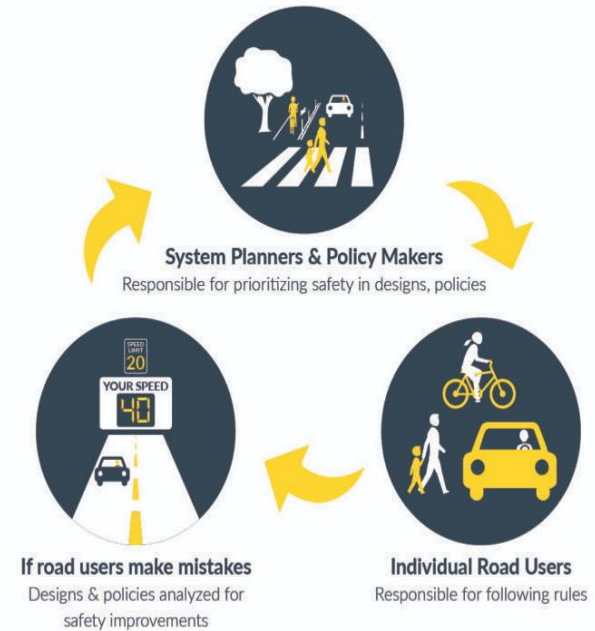 System Planners & Policy Makers
Responsible for prioritizing safety in designs, policies
SPEED
LIMIT
20
YOUR SPEED
40
If road users make mistakes
Designs & policies analyzed for
safety improvements
Individual Road Users
Responsible for following rules